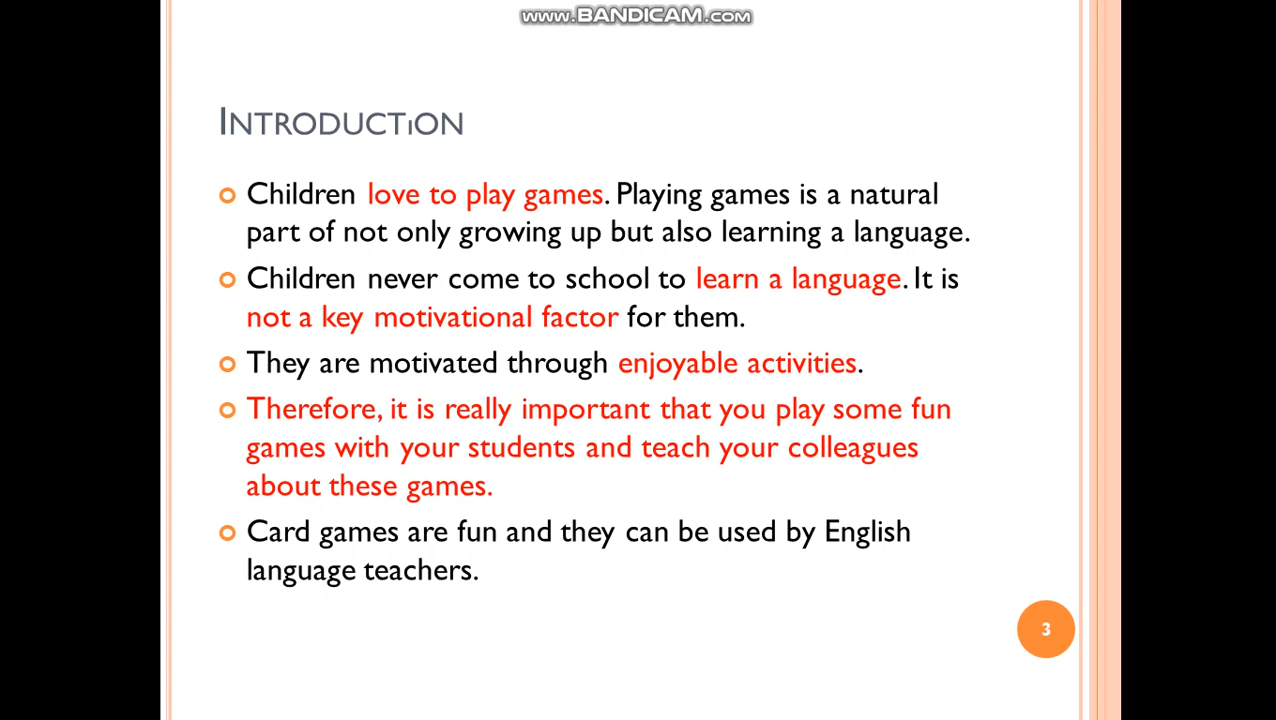 www.BANDICAM.com
INTRODUCTıON
Children love to play games. Playing games is a natural
part of not only growing up but also learning a language.
Children never come to school to learn a language. It is
not a key motivational factor for them.
They are motivated through enjoyable activities.
Therefore, it is really important that you play some fun
games with your students and teach your colleagues
about these games.
Card games are fun and they can be used by English
language teachers.
3